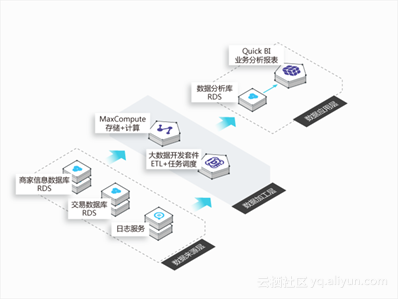 Quick BI
业务分析报表
数据分析库
RDS
数据应用层
MaxCompute
存储+计算
大数据开发套件
ETL+任务调度
数据加工层
商家信息数据库
RDS
交易数据库
RDS
日志服务
数据来源层
云栖社区 yq.aliyun.com